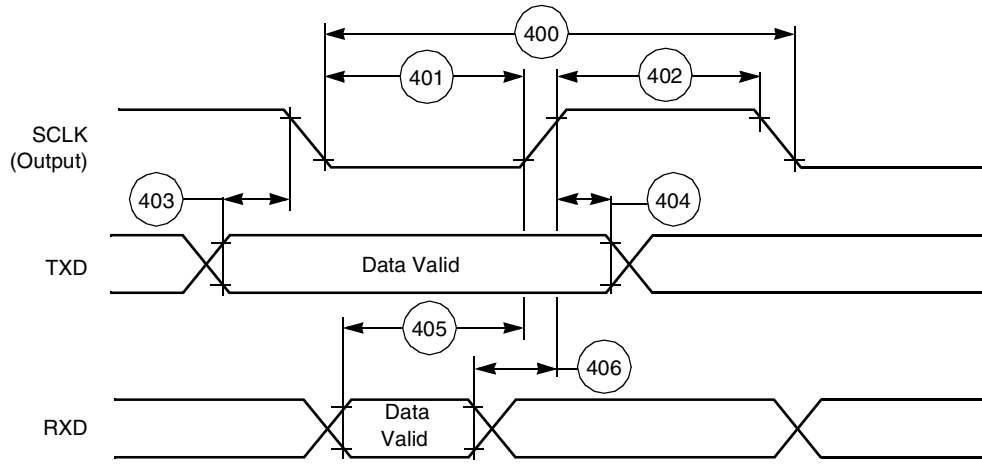 400
401
402
SCLK
(Output)
403
404
TXD
Data Valid
405
406
RXD
Data
Valid